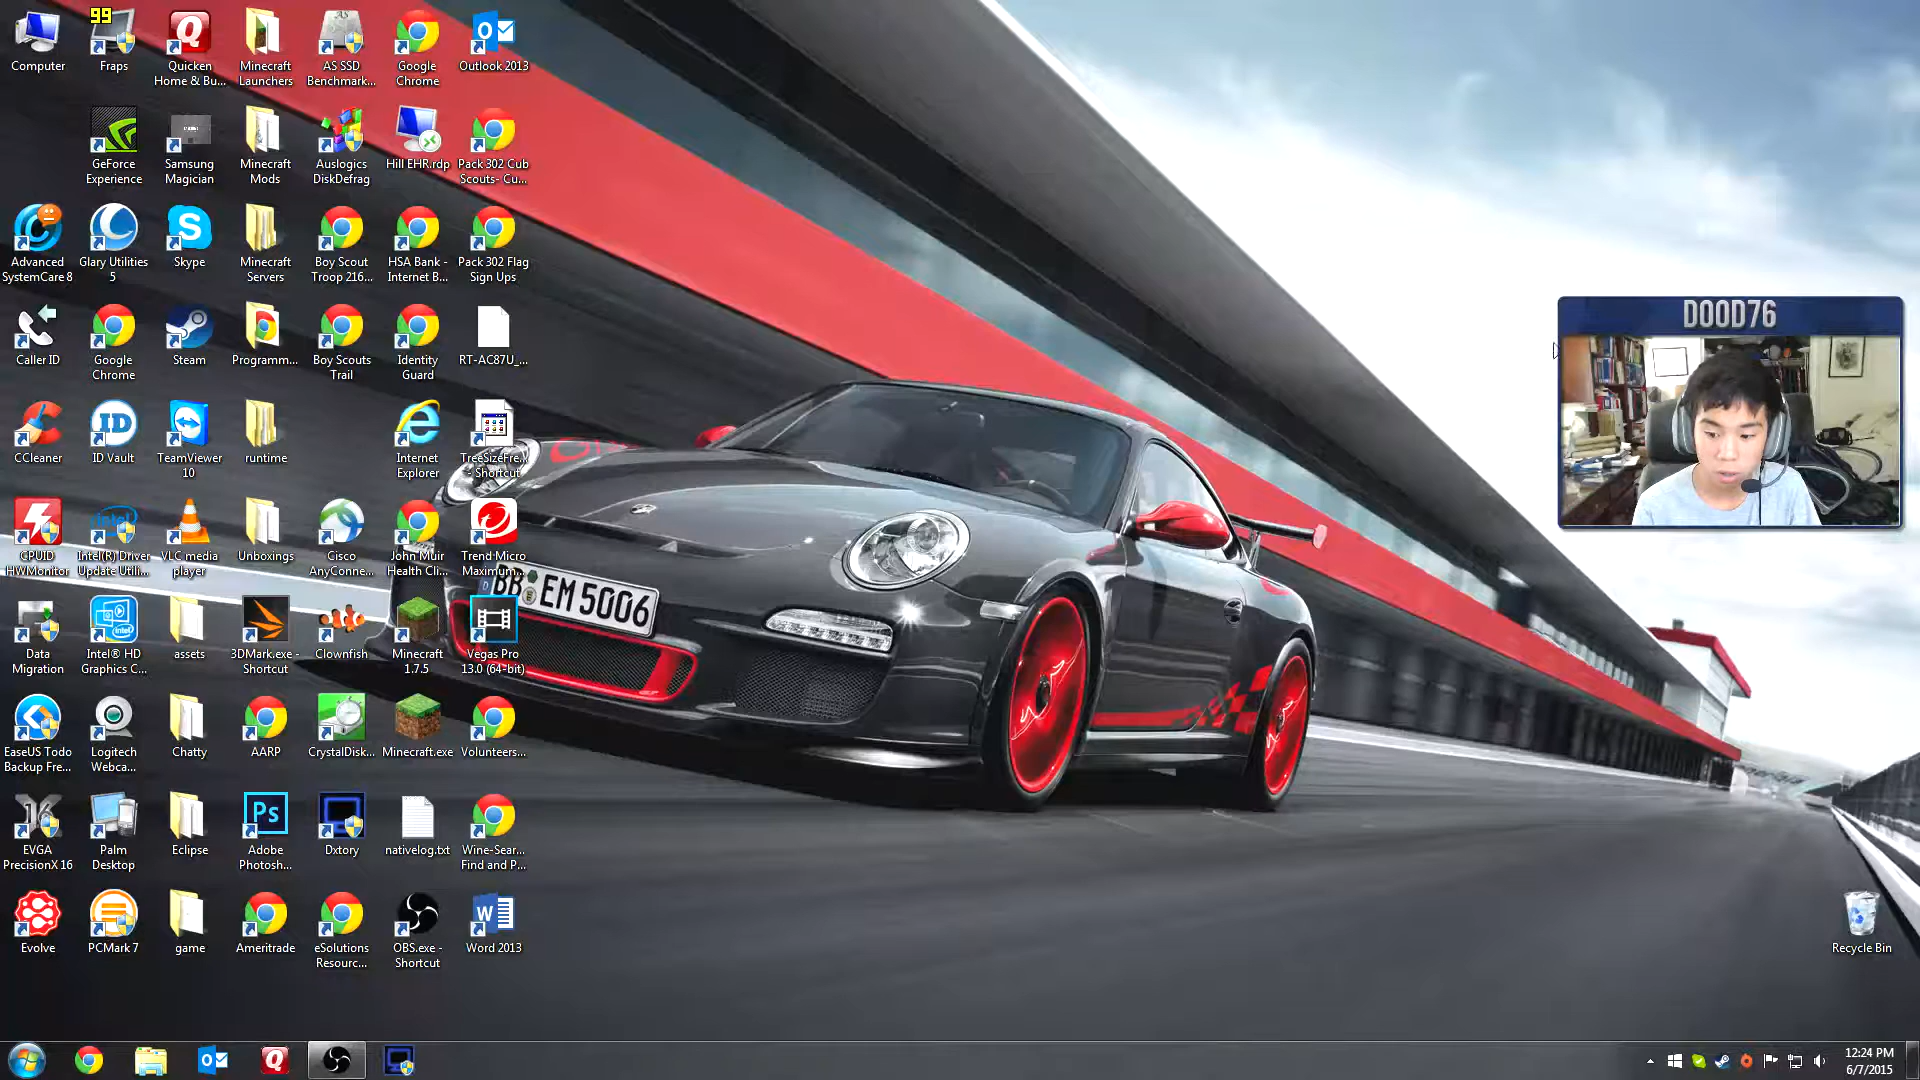 99
Computer
Fraps
Quicken
Home & Bu...
Minecraft
Launchers
AS SSD
Benchmark...
Google
Chrome
Outlook 2013
GeForce
Experience
Samsung
Magician
Minecraft
Mods
Auslogics
DiskDefrag
Hill EHR.rdp
Pack 302 Cub
Scouts- Cu...
Advanced
SystemCare 8
Glary Utilities
5
Skype
Minecraft
Servers
Boy Scout
Troop 216...
HSA Bank -
Internet B...
Pack 302 Flag
Sign Ups
Caller ID
Google
Chrome
Steam
Programm...
Boy Scouts
Trail
Identity
Guard
RT-AC87U_...
DOOD76
CCleaner
ID Vault
TeamViewer
10
runtime
Internet
Explorer
TreeSizeFre...
- Shortcut
CPUID
HWMonitor
Intel(R) Driver
Update Utili...
VLC media
player
Unboxings
Cisco
AnyConne...
John Muir
Health Cli...
Trend Micro
Maximum...
BB EM 5006
Data
Migration
Intel® HD
Graphics C...
assets
3DMark.exe -
Shortcut
Clownfish
Minecraft
1.7.5
Vegas Pro
13.0 (64-bit)
EaseUS Todo
Backup Fre...
Logitech
Webca...
Chatty
AARP
CrystalDisk...
Minecraft.exe
Volunteers...
EVGA
PrecisionX 16
Palm
Desktop
Eclipse
Adobe
Photosh...
Dxtory
nativelog.txt
Wine-Sear...
Find and P...
Evolve
PCMark 7
game
Ameritrade
eSolutions
Resourc...
OBS.exe -
Shortcut
Word 2013
Recycle Bin
12:24 PM
6/7/2015